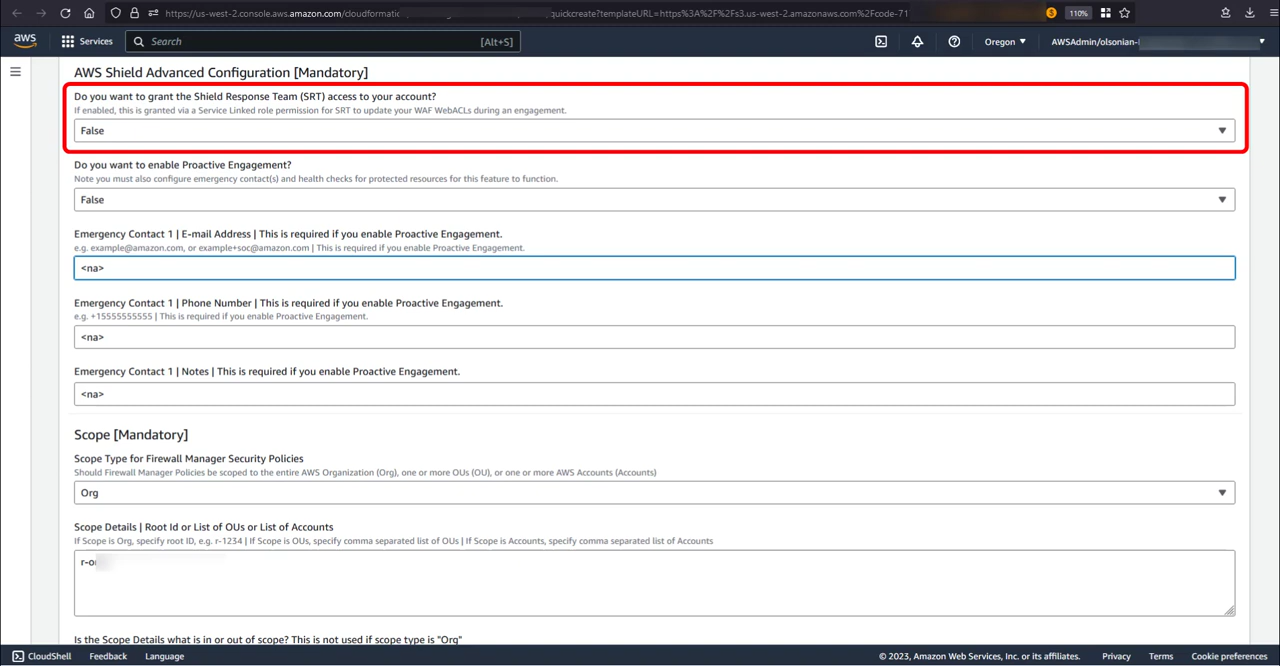 https://us-west-2.console.aws.amazon.com/cloudformatio quickcreate?templateURL=https%3A%2F%2Fs3.us-west-2.amazonaws.com%2Fcode-71 110%
aws Services Search [Alt+S] Oregon AWSAdmin/olsonian-
AWS Shield Advanced Configuration [Mandatory]
Do you want to grant the Shield Response Team (SRT) access to your account?
If enabled, this is granted via a Service Linked role permission for SRT to update your WAF WebACLs during an engagement.
False
Do you want to enable Proactive Engagement?
Note you must also configure emergency contact(s) and health checks for protected resources for this feature to function.
False
Emergency Contact 1 | E-mail Address | This is required if you enable Proactive Engagement.
e.g. example@amazon.com, or example+soc@amazon.com | This is required if you enable Proactive Engagement.
<na>
Emergency Contact 1 | Phone Number | This is required if you enable Proactive Engagement.
e.g. +15555555555 | This is required if you enable Proactive Engagement.
<na>
Emergency Contact 1 | Notes | This is required if you enable Proactive Engagement.
<na>
Scope [Mandatory]
Scope Type for Firewall Manager Security Policies
Should Firewall Manager Policies be scoped to the entire AWS Organization (Org), one or more OUs (OU), or one or more AWS Accounts (Accounts)
Org
Scope Details | Root Id or List of OUs or List of Accounts
If Scope is Org, specify root ID, e.g. r-1234 | If Scope is OUs, specify comma separated list of OUs | If Scope is Accounts, specify comma separated list of Accounts
Is the Scope Details what is in or out of scope? This is not used if scope type is "Org"
CloudShell Feedback Language © 2023, Amazon Web Services, Inc. or its affiliates. Privacy Terms Cookie preferences